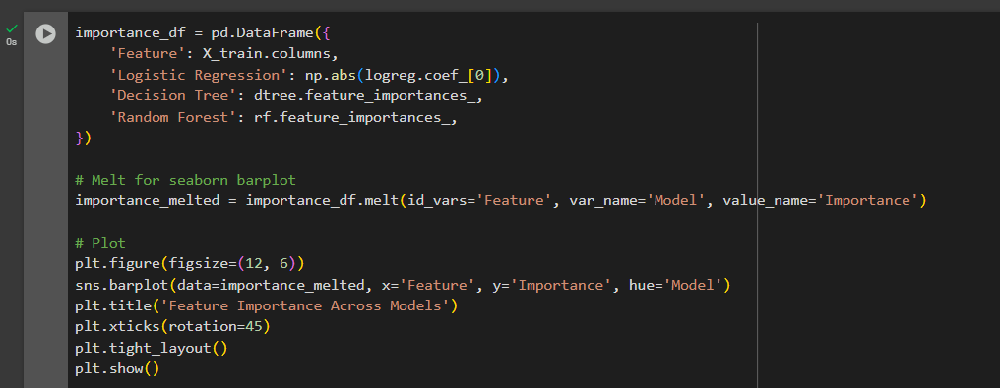 0s
importance_df = pd.DataFrame({
    'Feature': X_train.columns,
    'Logistic Regression': np.abs(logreg.coef_[0]),
    'Decision Tree': dtree.feature_importances_,
    'Random Forest': rf.feature_importances_,
})
# Melt for seaborn barplot
importance_melted = importance_df.melt(id_vars='Feature', var_name='Model', value_name='Importance')
# Plot
plt.figure(figsize=(12, 6))
sns.barplot(data=importance_melted, x='Feature', y='Importance', hue='Model')
plt.title('Feature Importance Across Models')
plt.xticks(rotation=45)
plt.tight_layout()
plt.show()